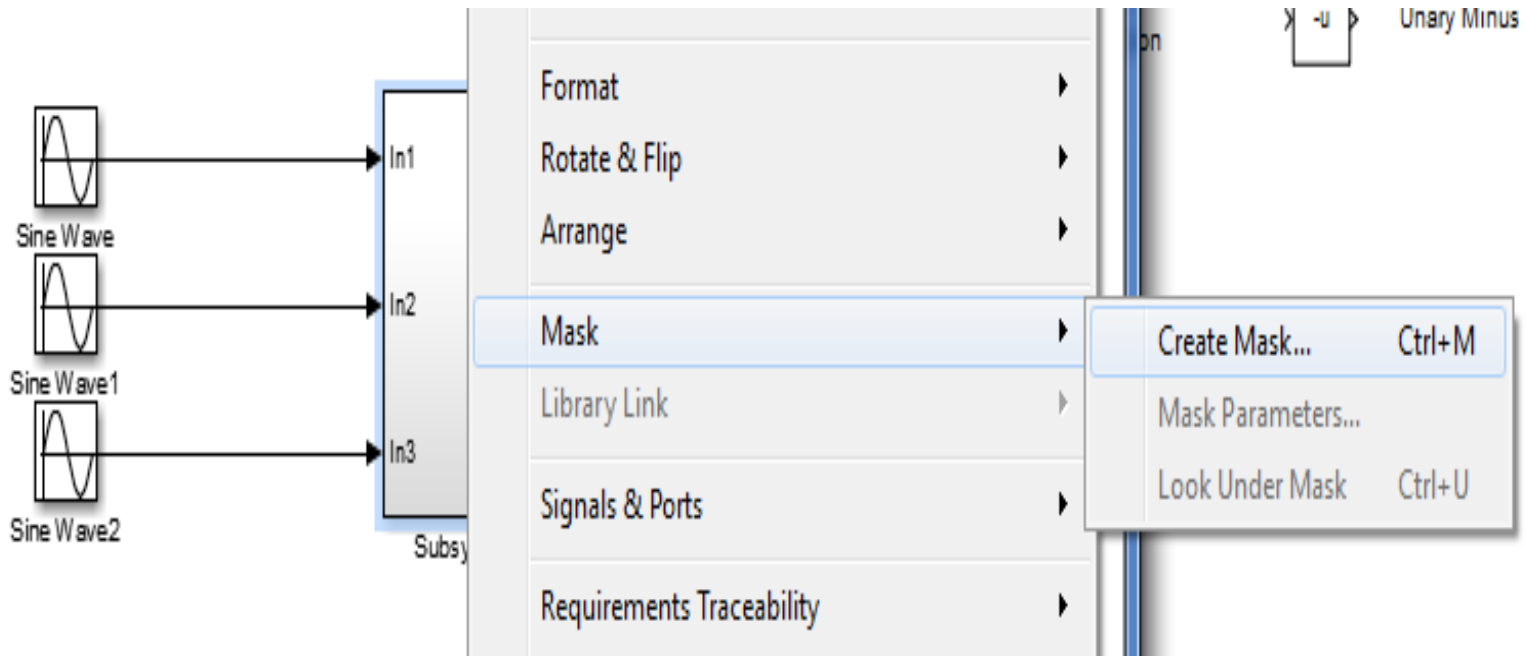 -u Unary Minus
on
Format
Rotate & Flip
Arrange
Mask
Library Link
Signals & Ports
Requirements Traceability
Create Mask... Ctrl+M
Mask Parameters...
Look Under Mask Ctrl+U
In1
In2
In3
Sine Wave
Sine Wave1
Sine Wave2
Subsy